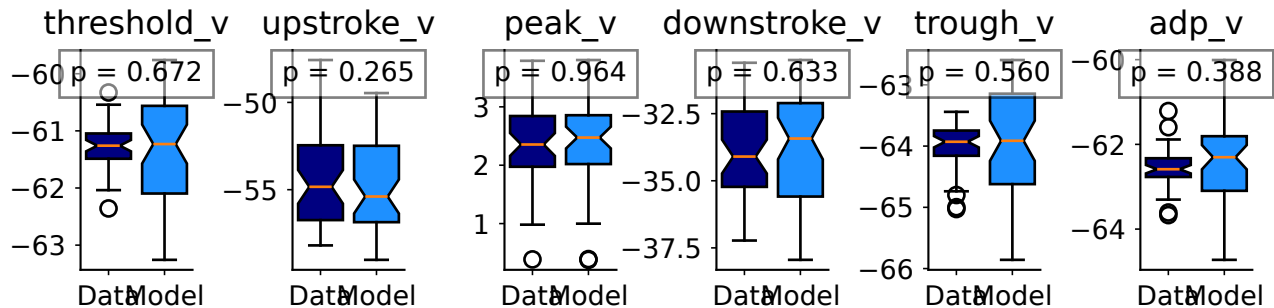 threshold_v upstroke_v peak_v downstroke_v trough_v adp_v
p = 0.672 p = 0.265 p = 0.964 p = 0.633 p = 0.560 p = 0.388
−60
−61
−62
−63
Data Model
−50
−55
Data Model
3
2
1
Data Model
−32.5
−35.0
−37.5
Data Model
−63
−64
−65
−66
Data Model
−60
−62
−64
Data Model